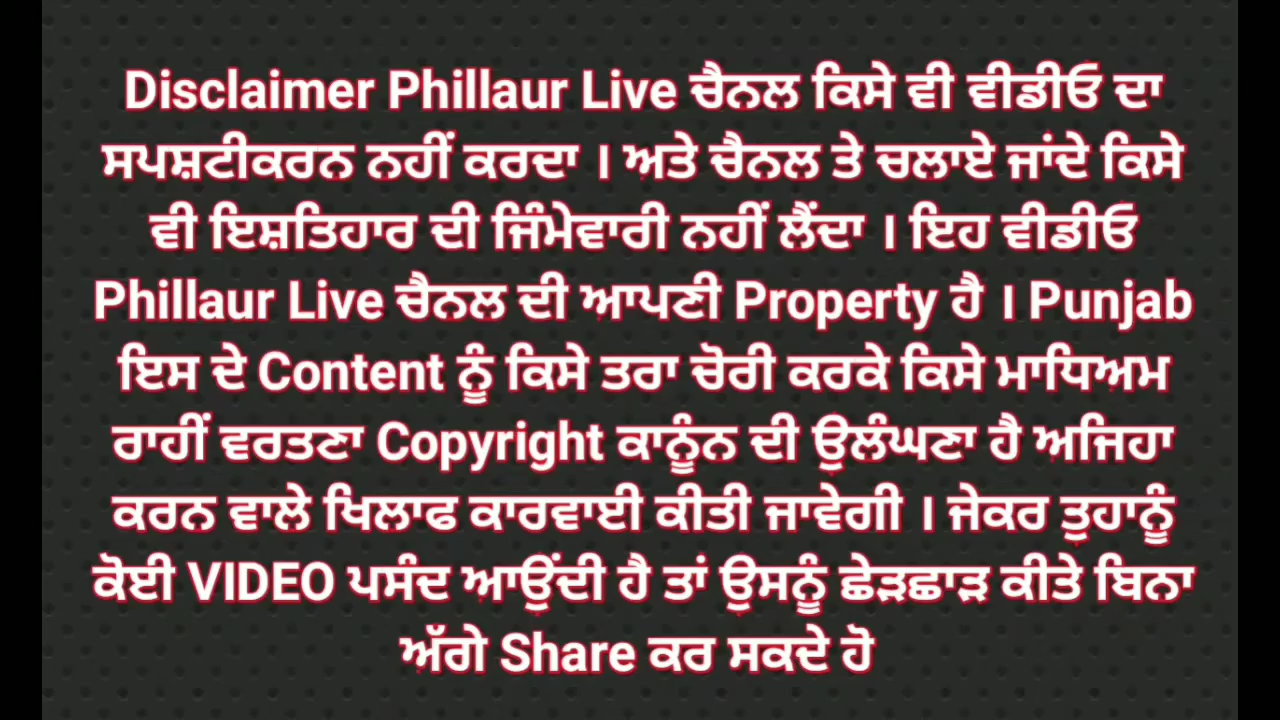 Disclaimer Phillaur Live ਚੈਨਲ ਕਿਸੇ ਵੀ ਵੀਡੀਓ ਦਾ
ਸਪਸ਼ਟੀਕਰਨ ਨਹੀਂ ਕਰਦਾ । ਅਤੇ ਚੈਨਲ ਤੇ ਚਲਾਏ ਜਾਂਦੇ ਕਿਸੇ
ਵੀ ਇਸ਼ਤਿਹਾਰ ਦੀ ਜਿੰਮੇਵਾਰੀ ਨਹੀਂ ਲੈਂਦਾ । ਇਹ ਵੀਡੀਓ
Phillaur Live ਚੈਨਲ ਦੀ ਆਪਣੀ Property ਹੈ । Punjab
ਇਸ ਦੇ Content ਨੂੰ ਕਿਸੇ ਤਰਾ ਚੋਰੀ ਕਰਕੇ ਕਿਸੇ ਮਾਧਿਅਮ
ਰਾਹੀਂ ਵਰਤਣਾ Copyright ਕਾਨੂੰਨ ਦੀ ਉਲੰਘਣਾ ਹੈ ਅਜਿਹਾ
ਕਰਨ ਵਾਲੇ ਖਿਲਾਫ ਕਾਰਵਾਈ ਕੀਤੀ ਜਾਵੇਗੀ । ਜੇਕਰ ਤੁਹਾਨੂੰ
ਕੋਈ VIDEO ਪਸੰਦ ਆਉਂਦੀ ਹੈ ਤਾਂ ਉਸਨੂੰ ਛੇੜਛਾੜ ਕੀਤੇ ਬਿਨਾ
ਅੱਗੇ Share ਕਰ ਸਕਦੇ ਹੋ